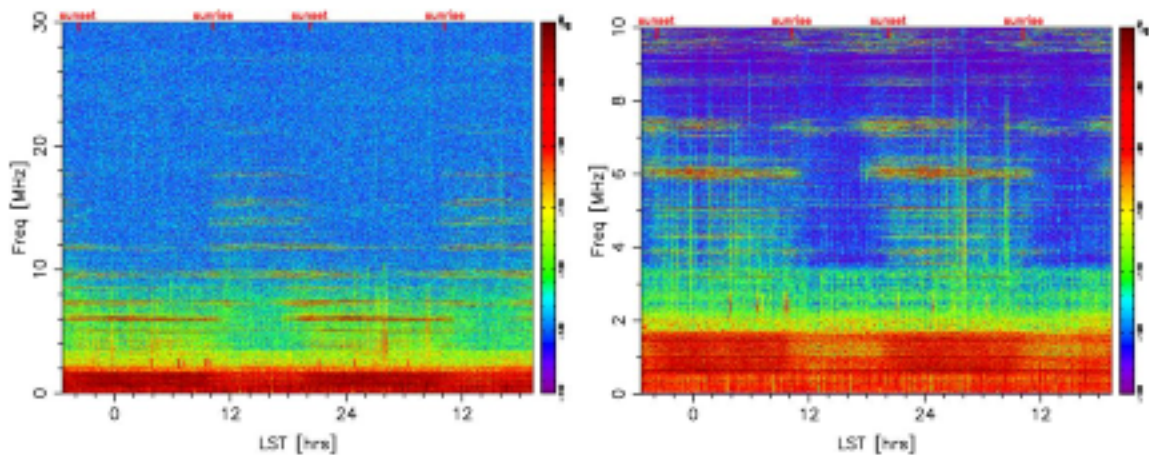 sunset sunrise sunset sunrise
30
20
10
0
Freq [MHz]
0 12 24 12
LST [hrs]
sunset sunrise sunset sunrise
10
8
6
4
2
0
Freq [MHz]
0 12 24 12
LST [hrs]